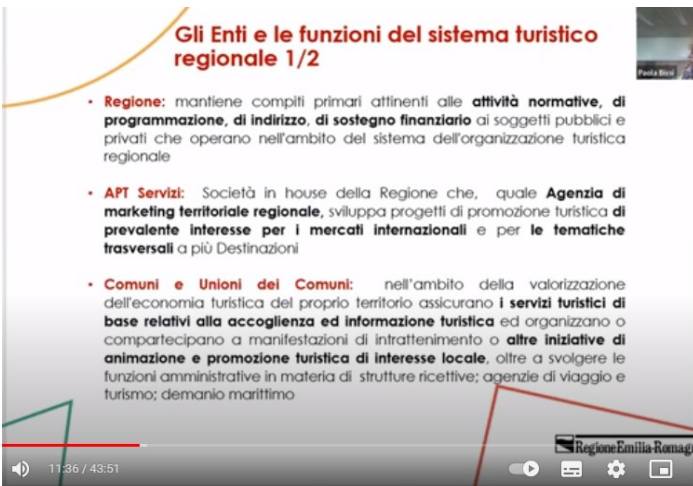 Gli Enti e le funzioni del sistema turistico
regionale 1/2
Paola Bissi
• Regione: mantiene compiti primari attinenti alle attività normative, di
programmazione, di indirizzo, di sostegno finanziario ai soggetti pubblici e
privati che operano nell'ambito del sistema dell'organizzazione turistica
regionale
• APT Servizi: Società in house della Regione che, quale Agenzia di
marketing territoriale regionale, sviluppa progetti di promozione turistica di
prevalente interesse per i mercati internazionali e per le tematiche
trasversali a più Destinazioni
• Comuni e Unioni dei Comuni: nell'ambito della valorizzazione
dell'economia turistica del proprio territorio assicurano i servizi turistici di
base relativi alla accoglienza ed informazione turistica ed organizzano o
compartecipano a manifestazioni di intrattenimento o altre iniziative di
animazione e promozione turistica di interesse locale, oltre a svolgere le
funzioni amministrative in materia di strutture ricettive; agenzie di viaggio e
turismo; demanio marittimo
RegioneEmilia-Romag
11:36 / 43:51